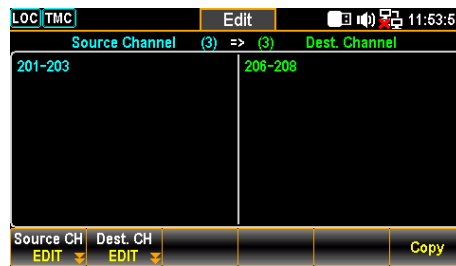 LOC TMC Edit 11:53:5
Source Channel (3) => (3) Dest. Channel
201-203 206-208
Source CH Dest. CH
EDIT EDIT Copy